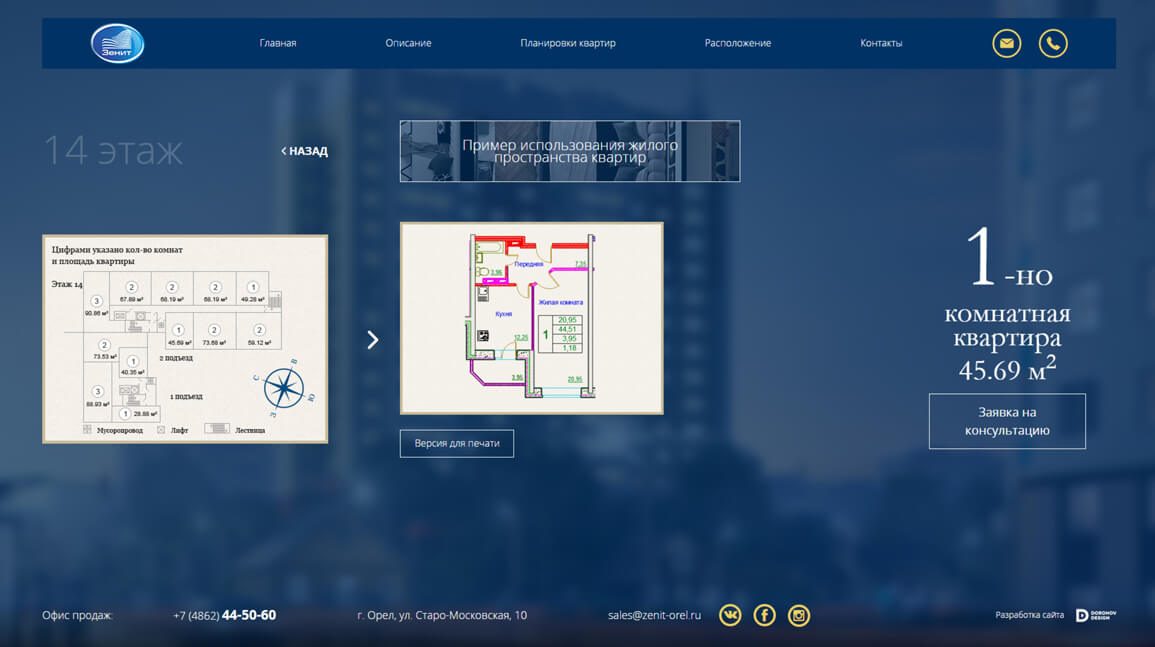 Зенит
Главная
Описание
Планировки квартир
Расположение
Контакты
14 этаж
НАЗАД
Пример использования жилого
пространства квартир
Цифрами указано кол-во комнат
и площадь квартиры
Этаж 14
3
90.86 м²
2
67.89 м²
2
68.19 м²
2
68.19 м²
1
49.28 м²
1
45.69 м²
2
73.68 м²
2
59.12 м²
2
73.53 м²
2 подъезд
1
40.35 м²
3
88.93 м²
1 подъезд
1
28.88 м²
С
В
З
Ю
Мусоропровод
Лифт
Лестница
Передняя
7,35
3,96
Кухня
Жилая комната
12,26
1
20,95
44,51
3,95
1,18
3,95
20,95
Версия для печати
1-но
комнатная
квартира
45.69 м²
Заявка на
консультацию
Офис продаж:
+7 (4862) 44-50-60
г. Орел, ул. Старо-Московская, 10
sales@zenit-orel.ru
Разработка сайта
DORONOV
DESIGN